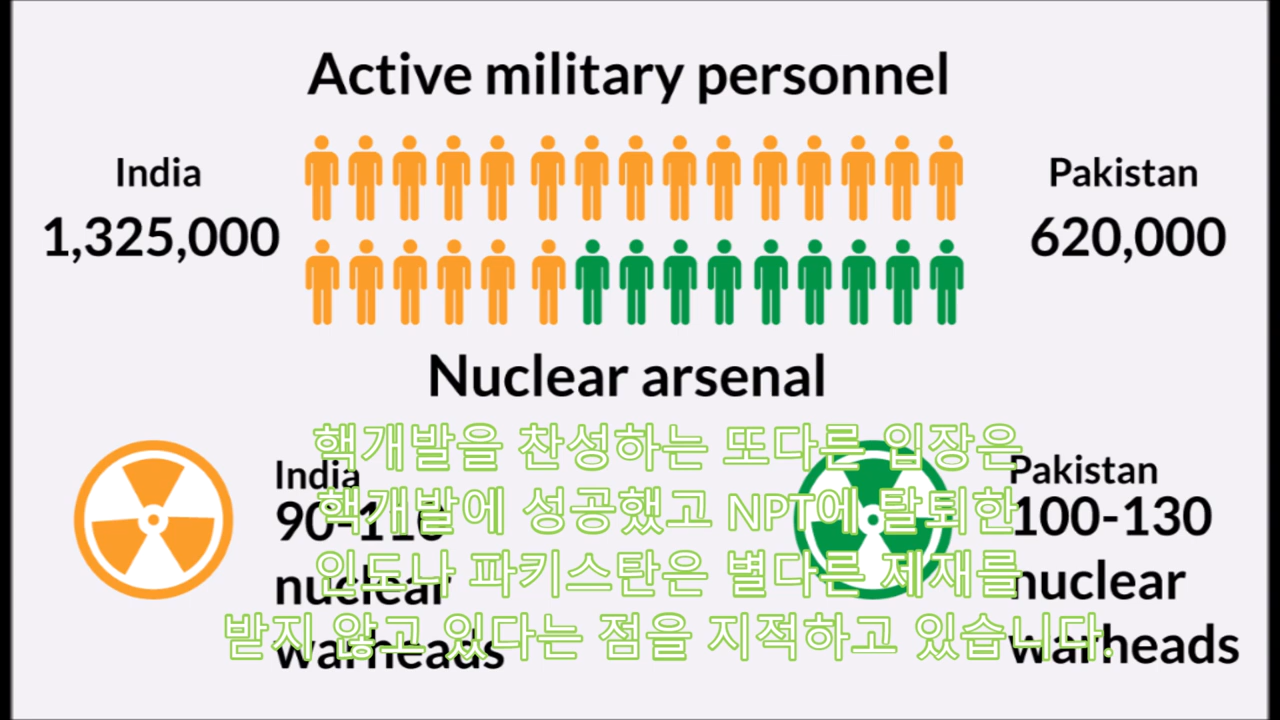 Active military personnel
India
1,325,000
Pakistan
620,000
Nuclear arsenal
India
90-110
nuclear
warheads
Pakistan
100-130
nuclear
warheads
핵개발을 찬성하는 또다른 입장은
핵개발에 성공했고 NPT에 탈퇴한
인도나 파키스탄은 별다른 제재를
받지 않고 있다는 점을 지적하고 있습니다.